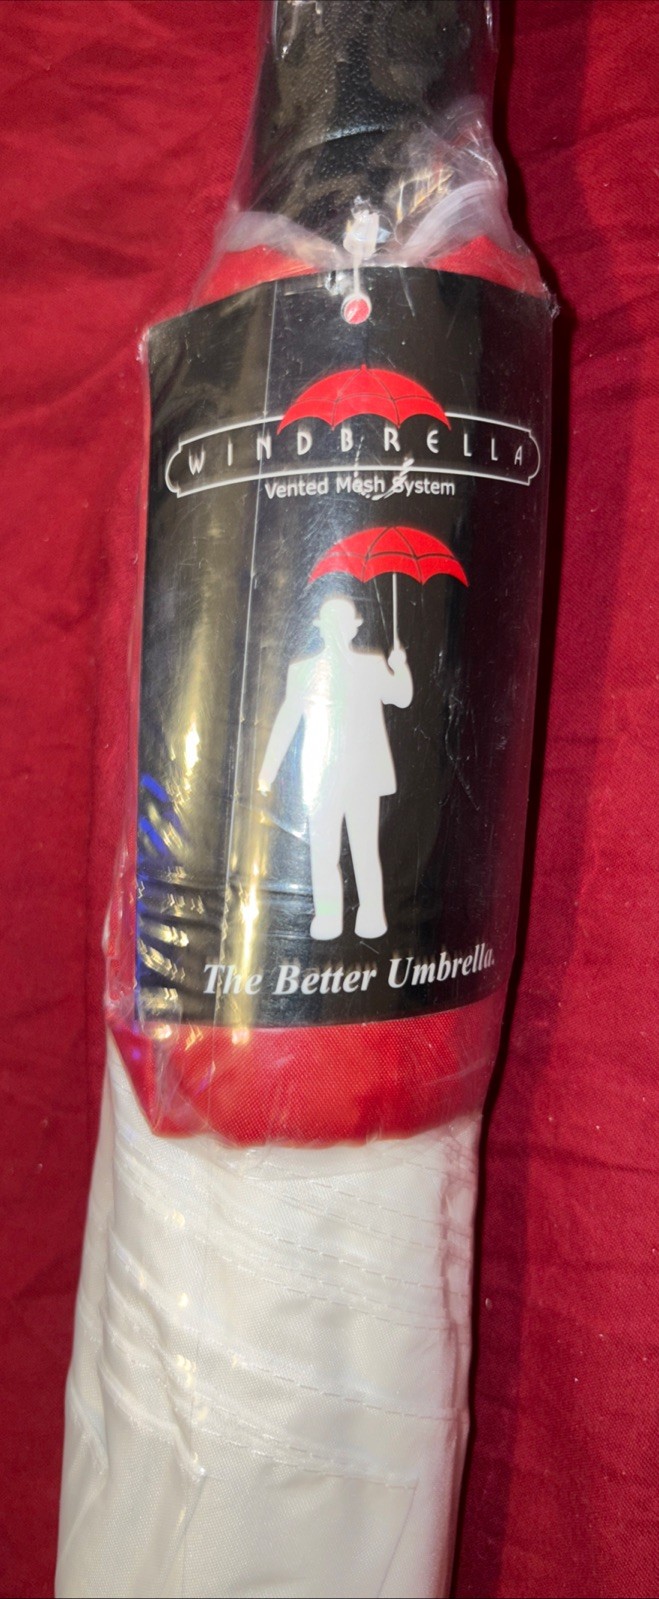 WINDBRELLA
Vented Mesh System
The Better Umbrella.